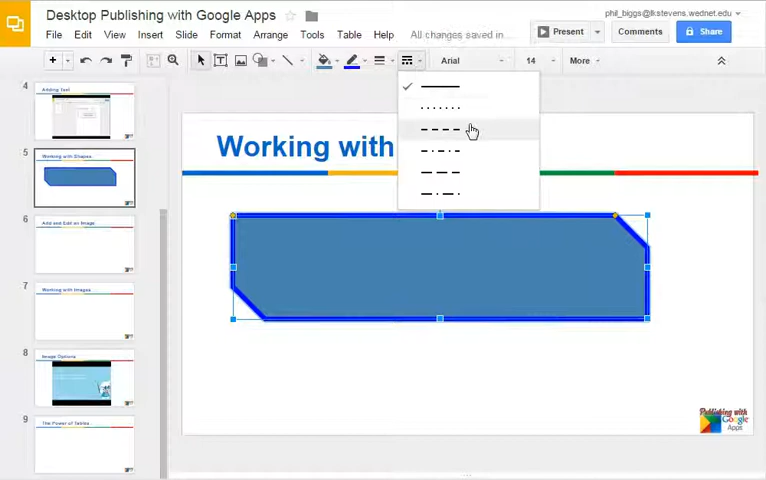 Desktop Publishing with Google Apps
phil_biggs@lkstevens.wednet.edu
File Edit View Insert Slide Format Arrange Tools Table Help All changes saved in...
Present Comments Share
Arial 14 More
4
Adding Text
5
Working with Shapes
6
Add and Edit an Image
7
Working with Images
8
Image Options
9
The Power of Tables
Working with
Publishing with
Google
Apps